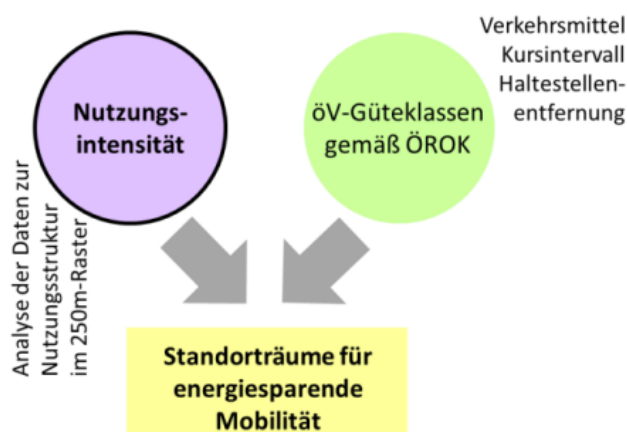 Verkehrsmittel
Kursintervall
Haltestellen-
entfernung
Nutzungs-
intensität
öV-Güteklassen
gemäß ÖROK
Analyse der Daten zur
Nutzungsstruktur
im 250m-Raster
Standorträume für
energiesparende
Mobilität